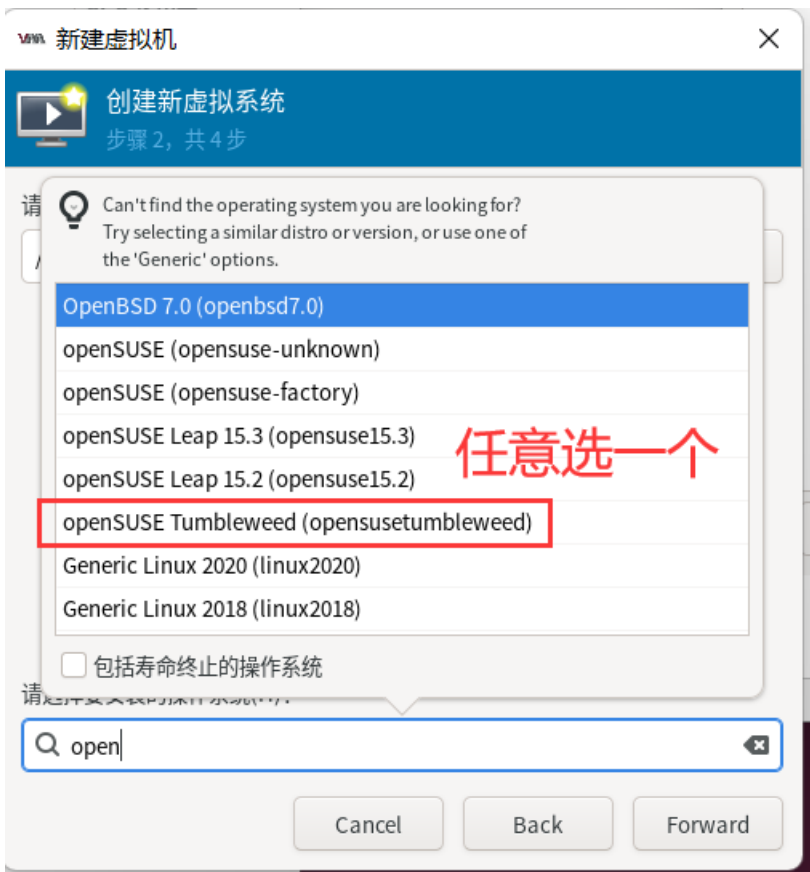 新建虚拟机
创建新虚拟系统
步骤 2，共 4 步
请
Can't find the operating system you are looking for?
Try selecting a similar distro or version, or use one of
the 'Generic' options.
OpenBSD 7.0 (openbsd7.0)
openSUSE (opensuse-unknown)
openSUSE (opensuse-factory)
openSUSE Leap 15.3 (opensuse15.3)
任意选一个
openSUSE Leap 15.2 (opensuse15.2)
openSUSE Tumbleweed (opensusetumbleweed)
Generic Linux 2020 (linux2020)
Generic Linux 2018 (linux2018)
包括寿命终止的操作系统
open
Cancel Back Forward